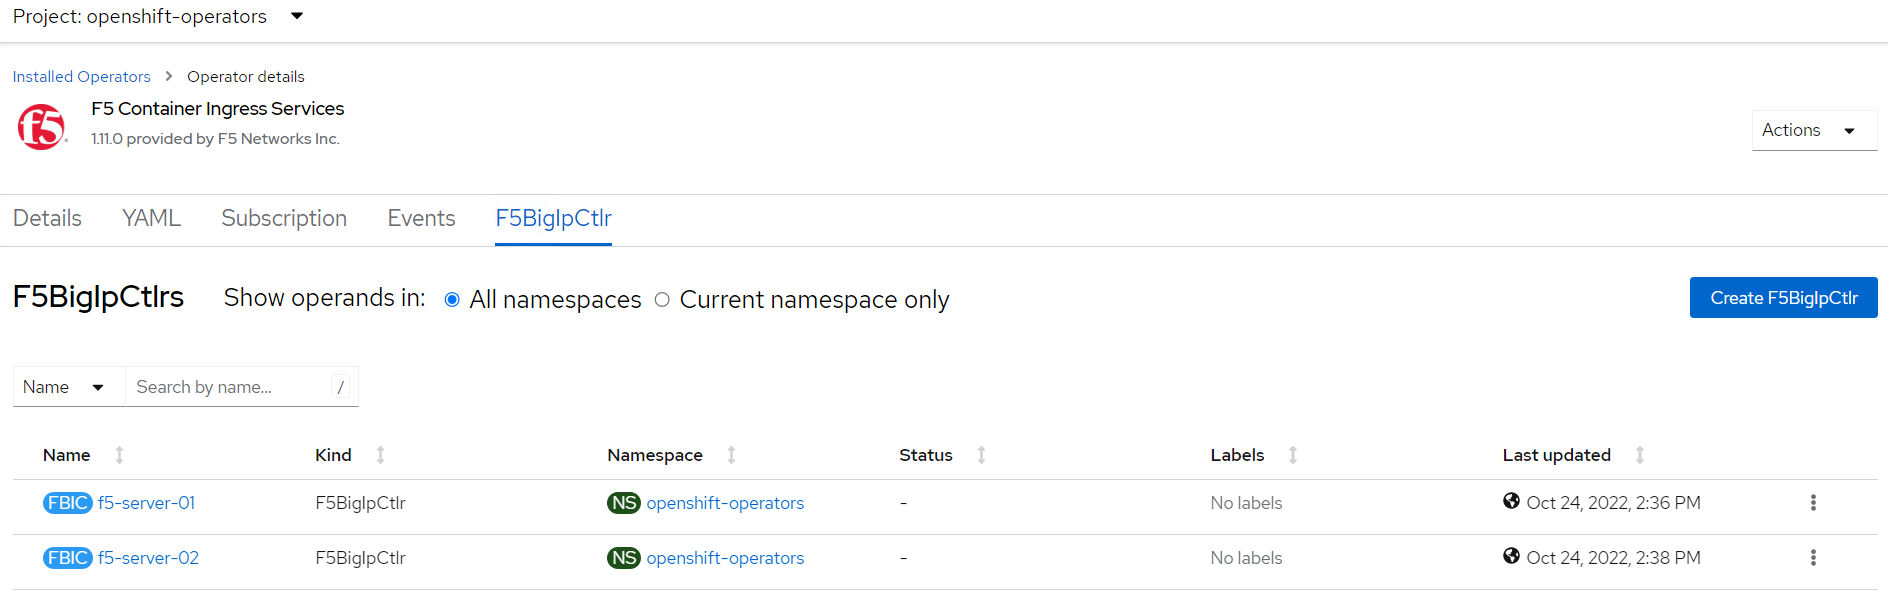 Project: openshift-operators
Installed Operators > Operator details
f5
F5 Container Ingress Services
1.11.0 provided by F5 Networks Inc.
Actions
Details YAML Subscription Events F5BigIpCtlr
F5BigIpCtlrs Show operands in: All namespaces Current namespace only Create F5BigIpCtlr
Name Search by name... /
Name Kind Namespace Status Labels Last updated
FBIC f5-server-01 F5BigIpCtlr NS openshift-operators - No labels Oct 24, 2022, 2:36 PM
FBIC f5-server-02 F5BigIpCtlr NS openshift-operators - No labels Oct 24, 2022, 2:38 PM